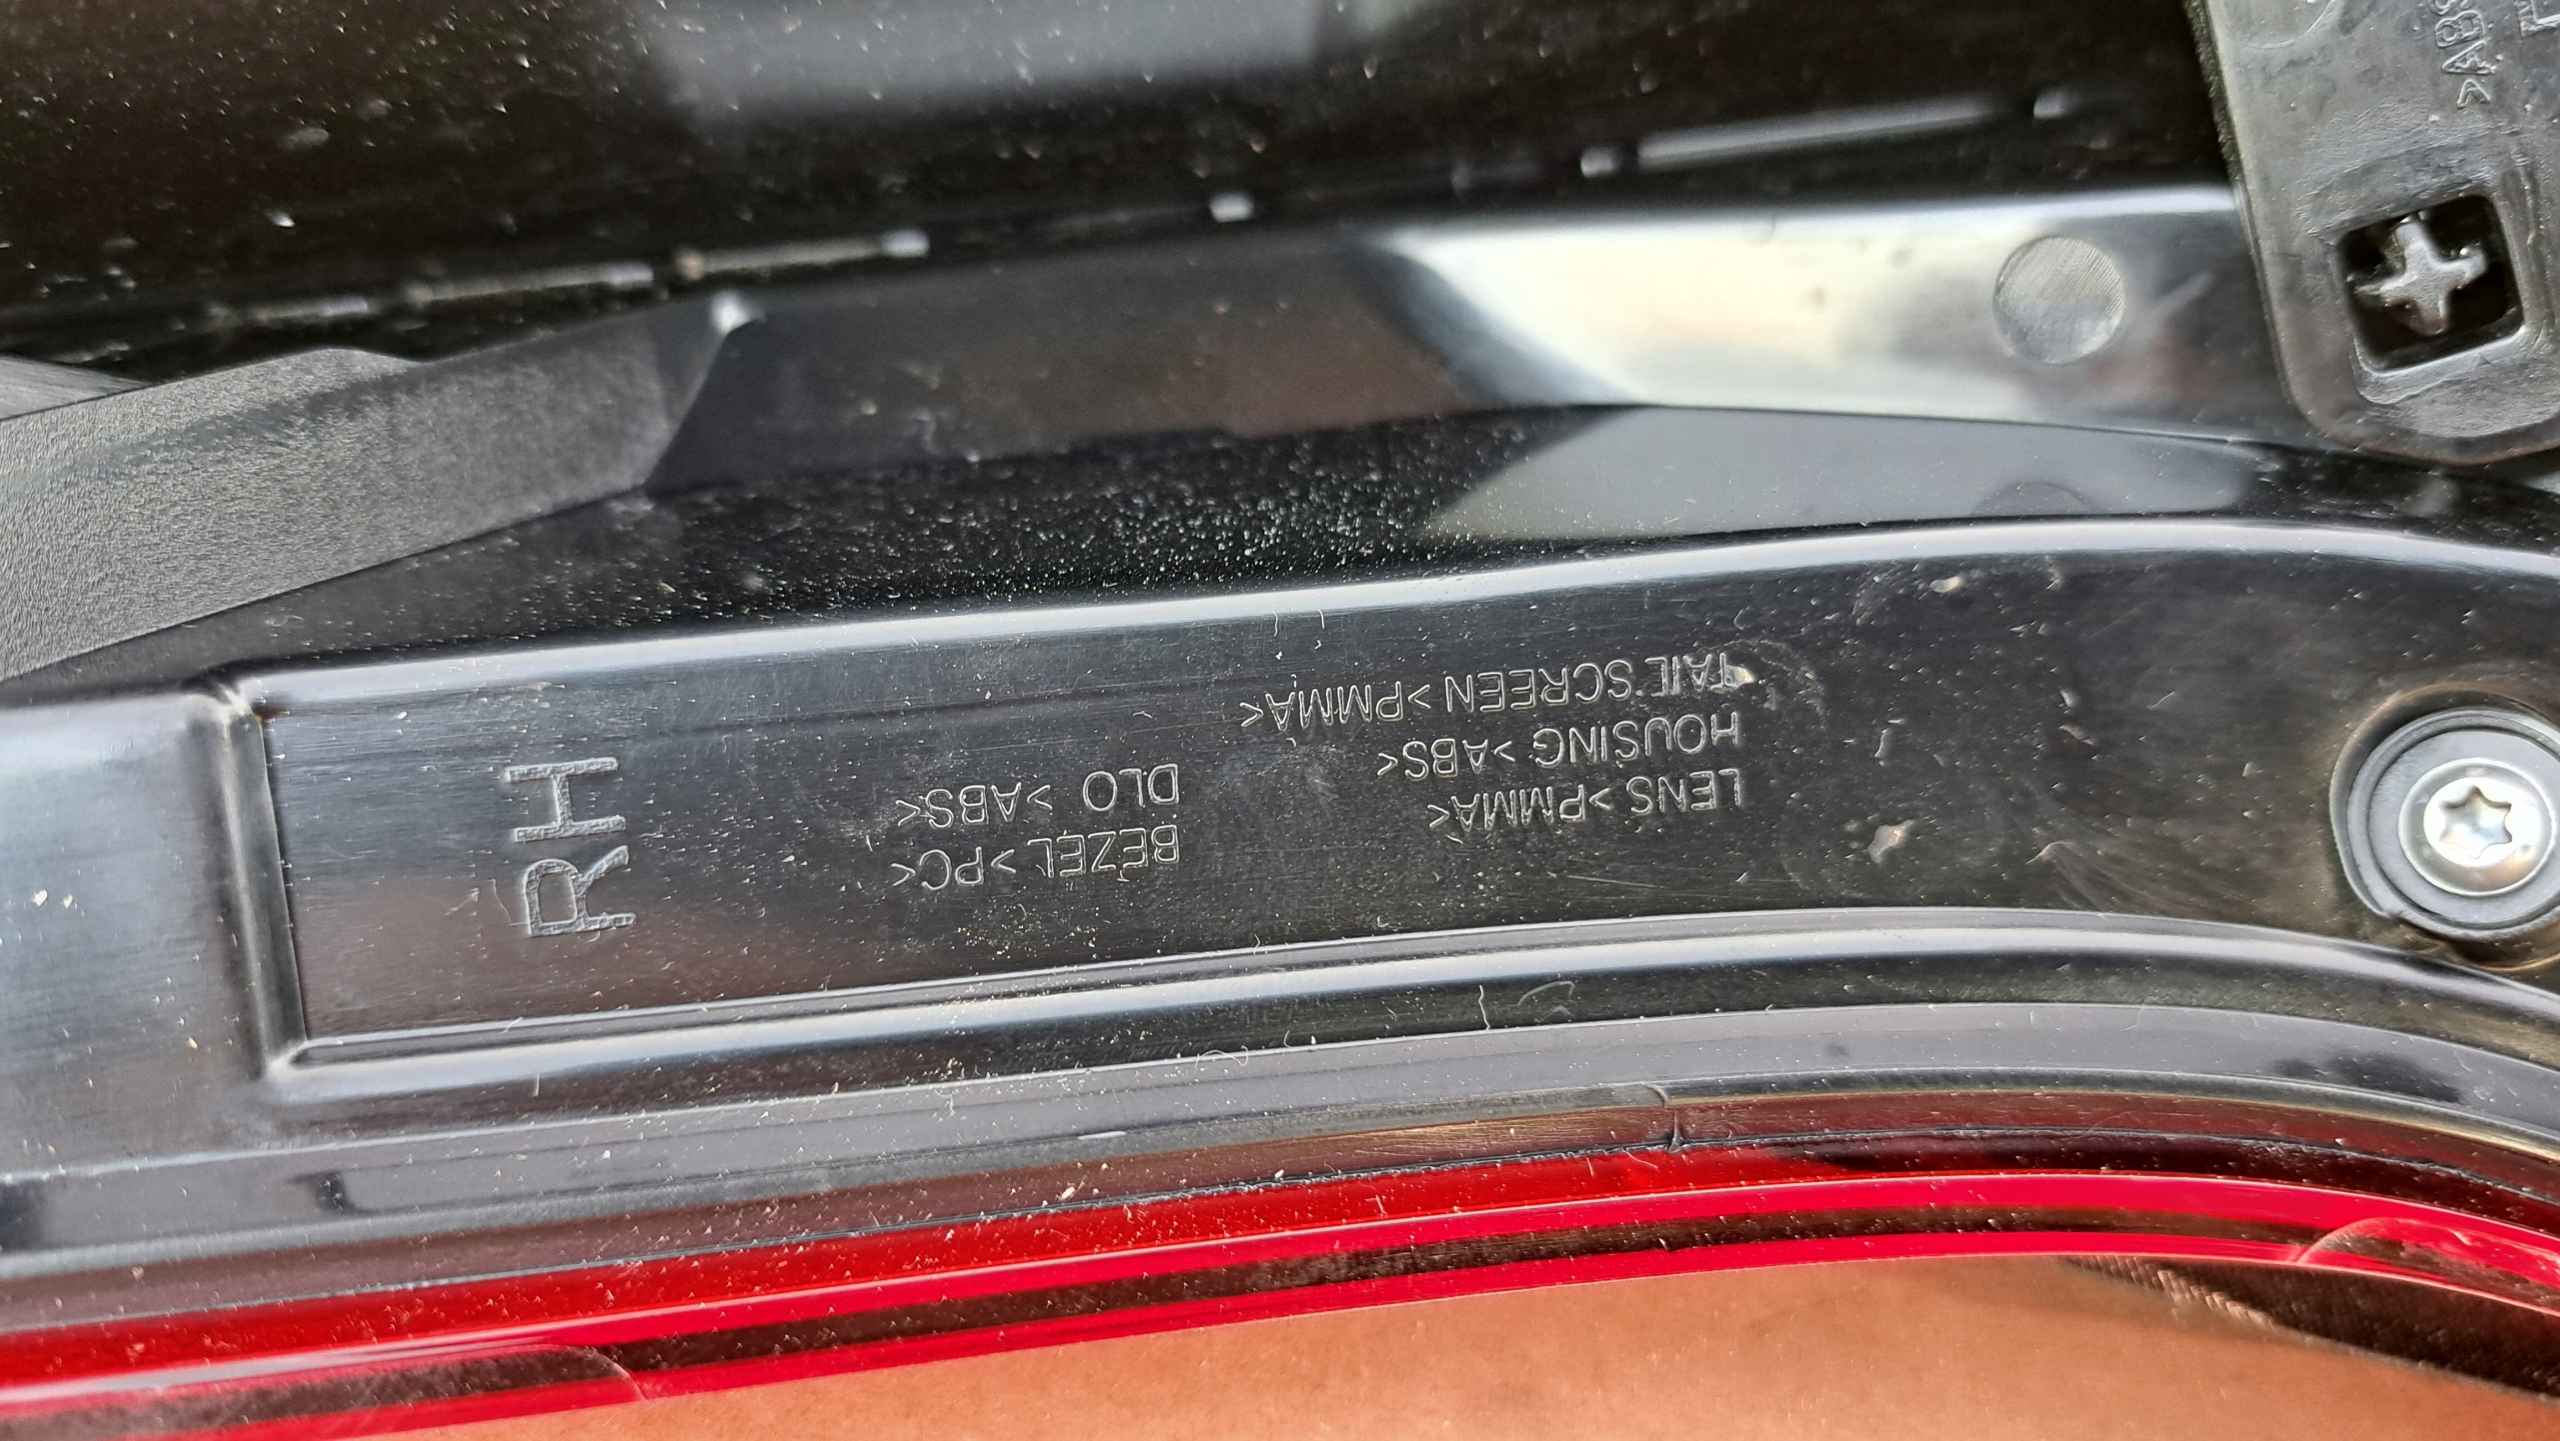 LENS >PMMA<
HOUSING >ABS<
TAIL SCREEN >PMMA<
BEZEL >PC<
DLO >ABS<
RH